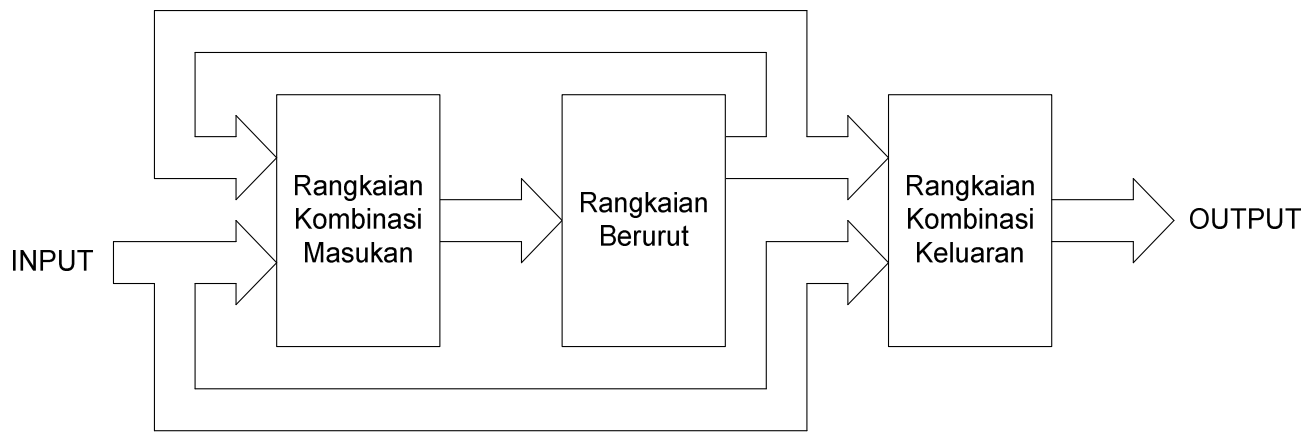 INPUT
Rangkaian
Kombinasi
Masukan
Rangkaian
Berurut
Rangkaian
Kombinasi
Keluaran
OUTPUT